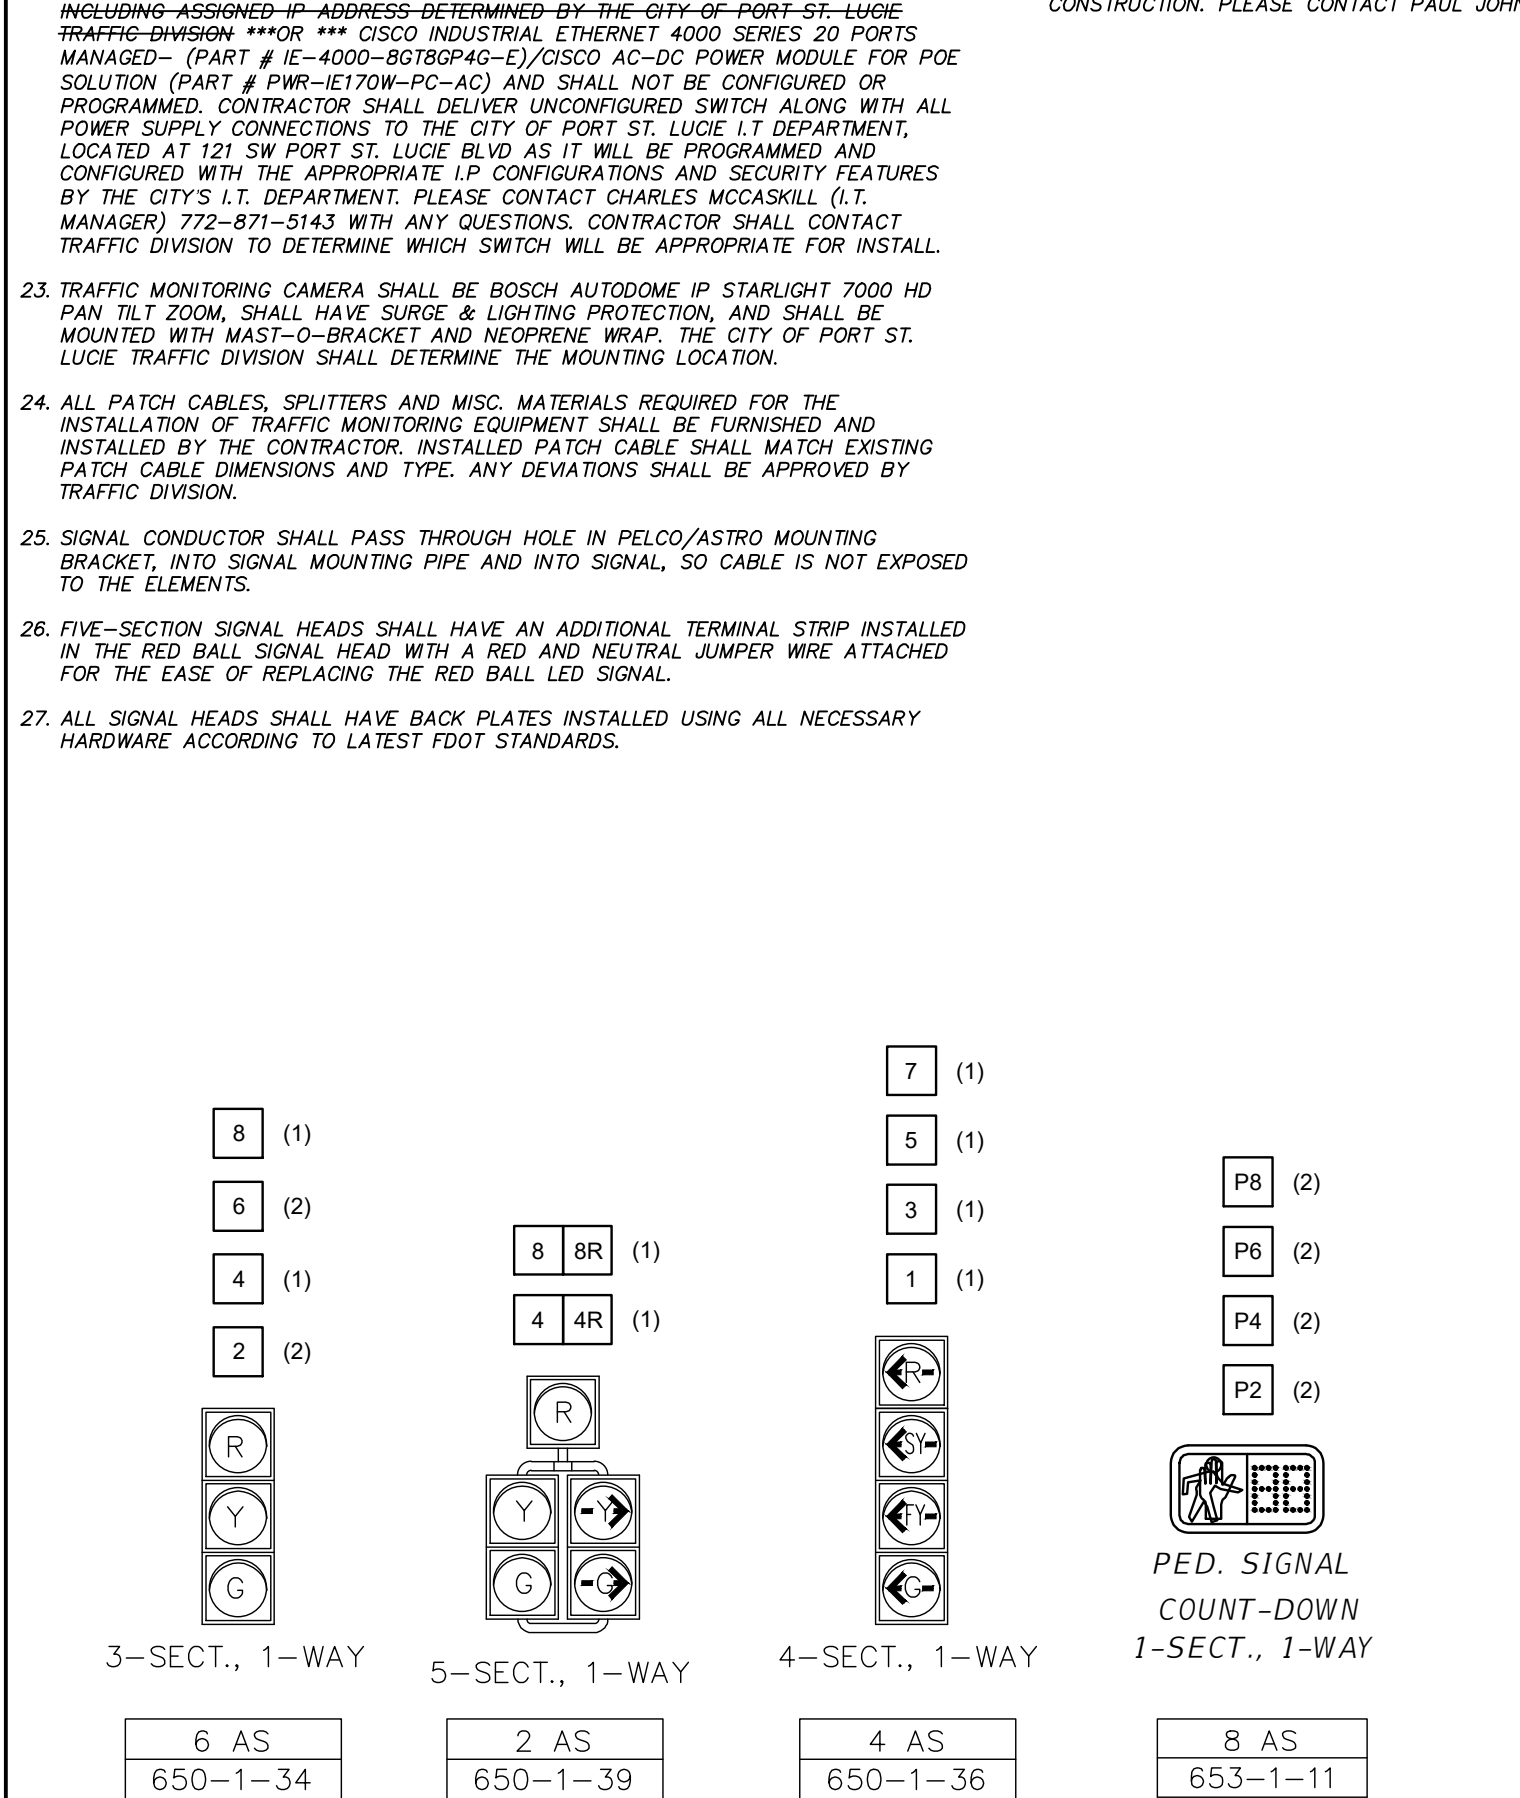 INCLUDING ASSIGNED IP ADDRESS DETERMINED BY THE CITY OF PORT ST. LUCIE
TRAFFIC DIVISION ***OR *** CISCO INDUSTRIAL ETHERNET 4000 SERIES 20 PORTS
MANAGED– (PART # IE–4000–8GT8GP4G–E)/CISCO AC–DC POWER MODULE FOR POE
SOLUTION (PART # PWR–IE170W–PC–AC) AND SHALL NOT BE CONFIGURED OR
PROGRAMMED. CONTRACTOR SHALL DELIVER UNCONFIGURED SWITCH ALONG WITH ALL
POWER SUPPLY CONNECTIONS TO THE CITY OF PORT ST. LUCIE I.T DEPARTMENT,
LOCATED AT 121 SW PORT ST. LUCIE BLVD AS IT WILL BE PROGRAMMED AND
CONFIGURED WITH THE APPROPRIATE I.P CONFIGURATIONS AND SECURITY FEATURES
BY THE CITY'S I.T. DEPARTMENT. PLEASE CONTACT CHARLES MCCASKILL (I.T.
MANAGER) 772–871–5143 WITH ANY QUESTIONS. CONTRACTOR SHALL CONTACT
TRAFFIC DIVISION TO DETERMINE WHICH SWITCH WILL BE APPROPRIATE FOR INSTALL.
23. TRAFFIC MONITORING CAMERA SHALL BE BOSCH AUTODOME IP STARLIGHT 7000 HD
PAN TILT ZOOM, SHALL HAVE SURGE & LIGHTING PROTECTION, AND SHALL BE
MOUNTED WITH MAST–O–BRACKET AND NEOPRENE WRAP. THE CITY OF PORT ST.
LUCIE TRAFFIC DIVISION SHALL DETERMINE THE MOUNTING LOCATION.
24. ALL PATCH CABLES, SPLITTERS AND MISC. MATERIALS REQUIRED FOR THE
INSTALLATION OF TRAFFIC MONITORING EQUIPMENT SHALL BE FURNISHED AND
INSTALLED BY THE CONTRACTOR. INSTALLED PATCH CABLE SHALL MATCH EXISTING
PATCH CABLE DIMENSIONS AND TYPE. ANY DEVIATIONS SHALL BE APPROVED BY
TRAFFIC DIVISION.
25. SIGNAL CONDUCTOR SHALL PASS THROUGH HOLE IN PELCO/ASTRO MOUNTING
BRACKET, INTO SIGNAL MOUNTING PIPE AND INTO SIGNAL, SO CABLE IS NOT EXPOSED
TO THE ELEMENTS.
26. FIVE–SECTION SIGNAL HEADS SHALL HAVE AN ADDITIONAL TERMINAL STRIP INSTALLED
IN THE RED BALL SIGNAL HEAD WITH A RED AND NEUTRAL JUMPER WIRE ATTACHED
FOR THE EASE OF REPLACING THE RED BALL LED SIGNAL.
27. ALL SIGNAL HEADS SHALL HAVE BACK PLATES INSTALLED USING ALL NECESSARY
HARDWARE ACCORDING TO LATEST FDOT STANDARDS.
CONSTRUCTION. PLEASE CONTACT PAUL JOHN
8 (1)
6 (2)
4 (1)
2 (2)
R
Y
G
3–SECT., 1–WAY
6 AS
650–1–34
8 8R (1)
4 4R (1)
R
Y Y
G G
5–SECT., 1–WAY
2 AS
650–1–39
7 (1)
5 (1)
3 (1)
1 (1)
R
SY
FY
G
4–SECT., 1–WAY
4 AS
650–1–36
P8 (2)
P6 (2)
P4 (2)
P2 (2)
88
PED. SIGNAL
COUNT-DOWN
1-SECT., 1-WAY
8 AS
653–1–11